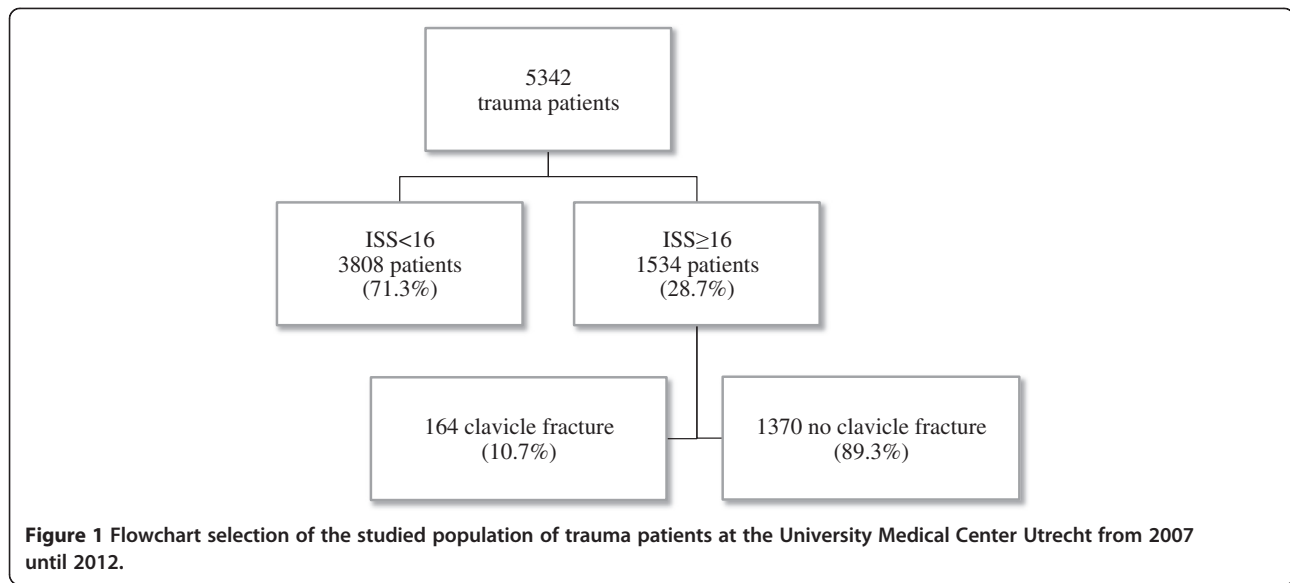 5342
trauma patients
ISS<16
3808 patients
(71.3%)
ISS≥16
1534 patients
(28.7%)
164 clavicle fracture
(10.7%)
1370 no clavicle fracture
(89.3%)
Figure 1 Flowchart selection of the studied population of trauma patients at the University Medical Center Utrecht from 2007
until 2012.